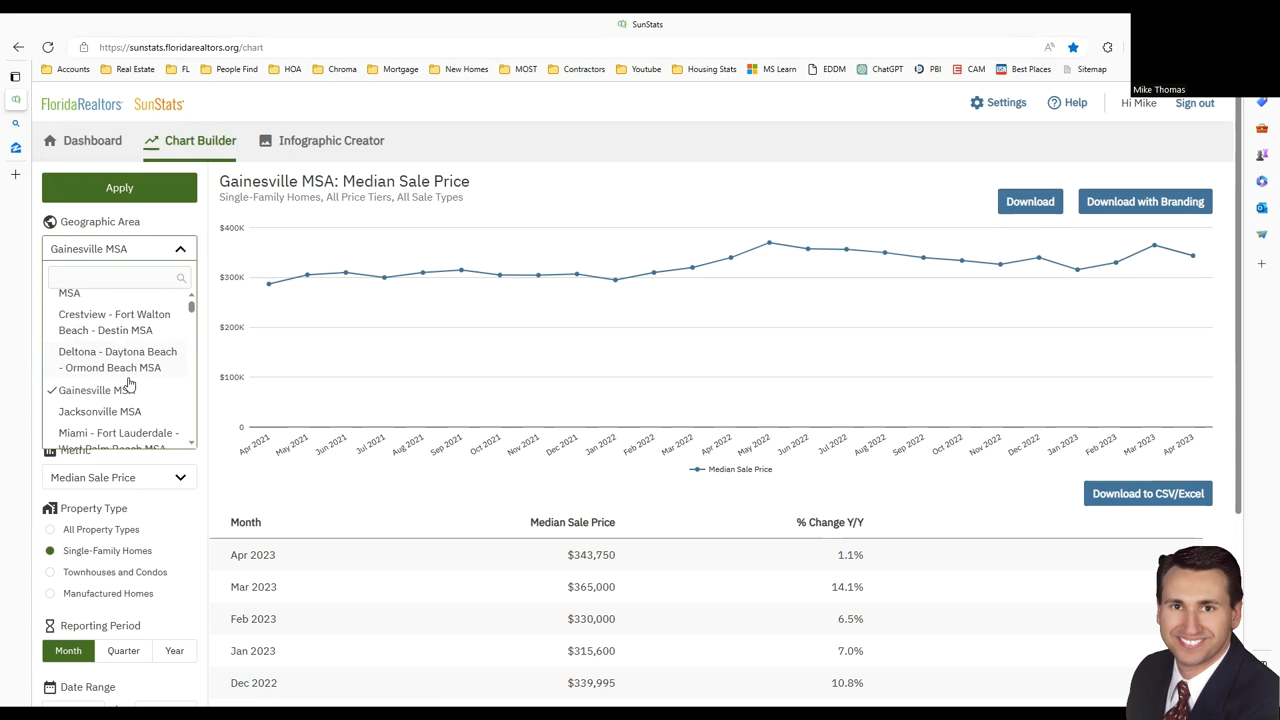 SunStats
https://sunstats.floridarealtors.org/chart
Accounts Real Estate FL People Find HOA Chroma Mortgage New Homes MOST Contractors Youtube Housing Stats MS Learn EDDM ChatGPT PBI CAM Best Places Sitemap
Mike Thomas
FloridaRealtors SunStats
Settings Help Hi Mike Sign out
Dashboard Chart Builder Infographic Creator
Apply
Geographic Area
Gainesville MSA
MSA
Crestview - Fort Walton
Beach - Destin MSA
Deltona - Daytona Beach
- Ormond Beach MSA
Gainesville MSA
Jacksonville MSA
Miami - Fort Lauderdale -
West Palm Beach MSA
Metric
Median Sale Price
Property Type
All Property Types
Single-Family Homes
Townhouses and Condos
Manufactured Homes
Reporting Period
Month Quarter Year
Date Range
Gainesville MSA: Median Sale Price
Single-Family Homes, All Price Tiers, All Sale Types
Download Download with Branding
$400K
$300K
$200K
$100K
0
Apr 2021 May 2021 Jun 2021 Jul 2021 Aug 2021 Sep 2021 Oct 2021 Nov 2021 Dec 2021 Jan 2022 Feb 2022 Mar 2022 Apr 2022 May 2022 Jun 2022 Jul 2022 Aug 2022 Sep 2022 Oct 2022 Nov 2022 Dec 2022 Jan 2023 Feb 2023 Mar 2023 Apr 2023
Median Sale Price
Download to CSV/Excel
Month Median Sale Price % Change Y/Y
Apr 2023 $343,750 1.1%
Mar 2023 $365,000 14.1%
Feb 2023 $330,000 6.5%
Jan 2023 $315,600 7.0%
Dec 2022 $339,995 10.8%